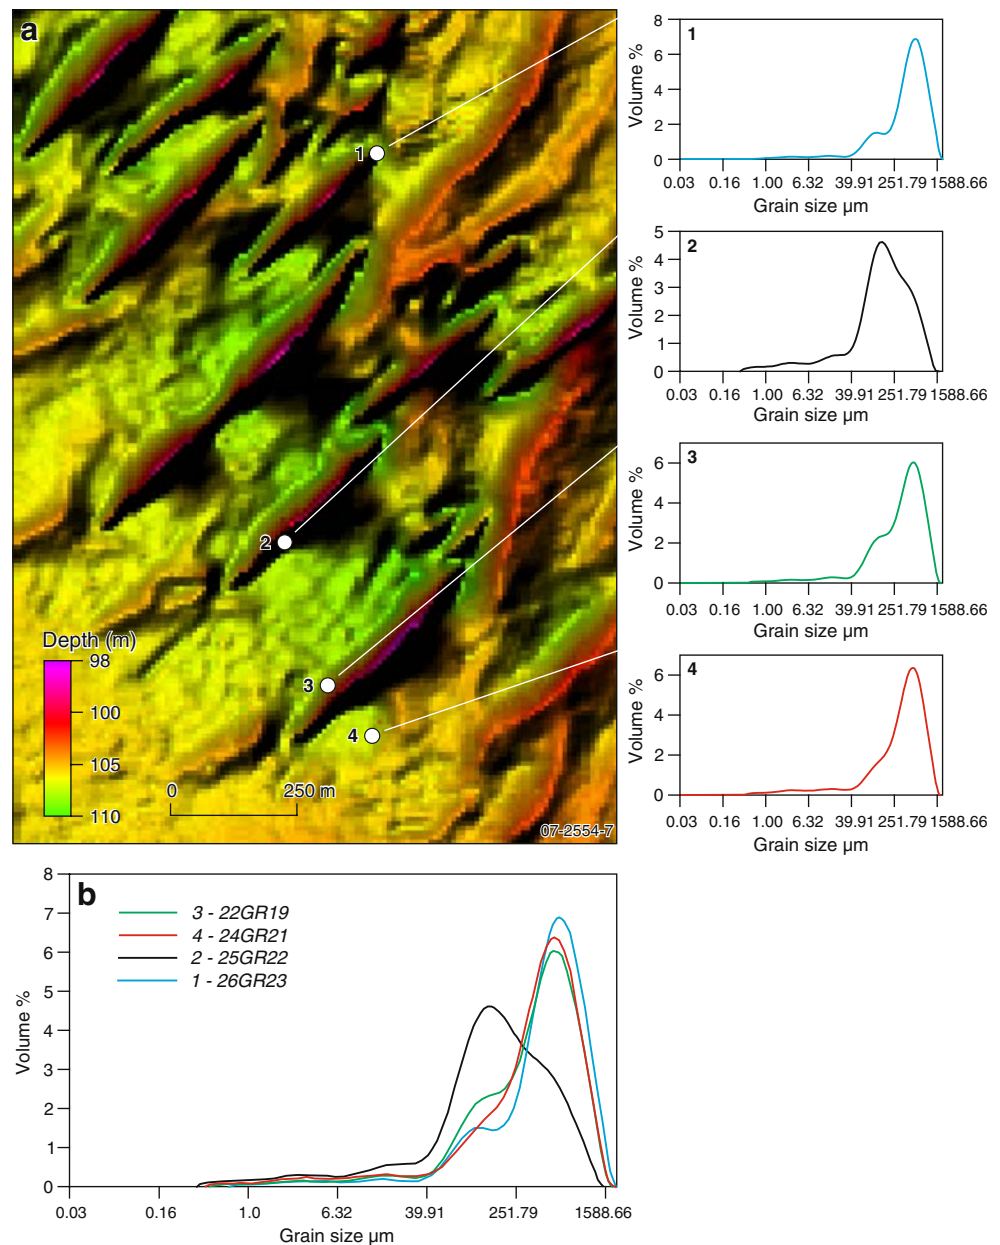 a
1
2
3
4
Depth (m)
98
100
105
110
0 250 m
07-2554-7
1
Volume %
8
6
4
2
0
0.03 0.16 1.00 6.32 39.91 251.79 1588.66
Grain size µm
2
Volume %
5
4
3
2
1
0
0.03 0.16 1.00 6.32 39.91 251.79 1588.66
Grain size µm
3
Volume %
6
4
2
0
0.03 0.16 1.00 6.32 39.91 251.79 1588.66
Grain size µm
4
Volume %
6
4
2
0
0.03 0.16 1.00 6.32 39.91 251.79 1588.66
Grain size µm
b
3 - 22GR19
4 - 24GR21
2 - 25GR22
1 - 26GR23
Volume %
8
7
6
5
4
3
2
1
0
0.03 0.16 1.0 6.32 39.91 251.79 1588.66
Grain size µm